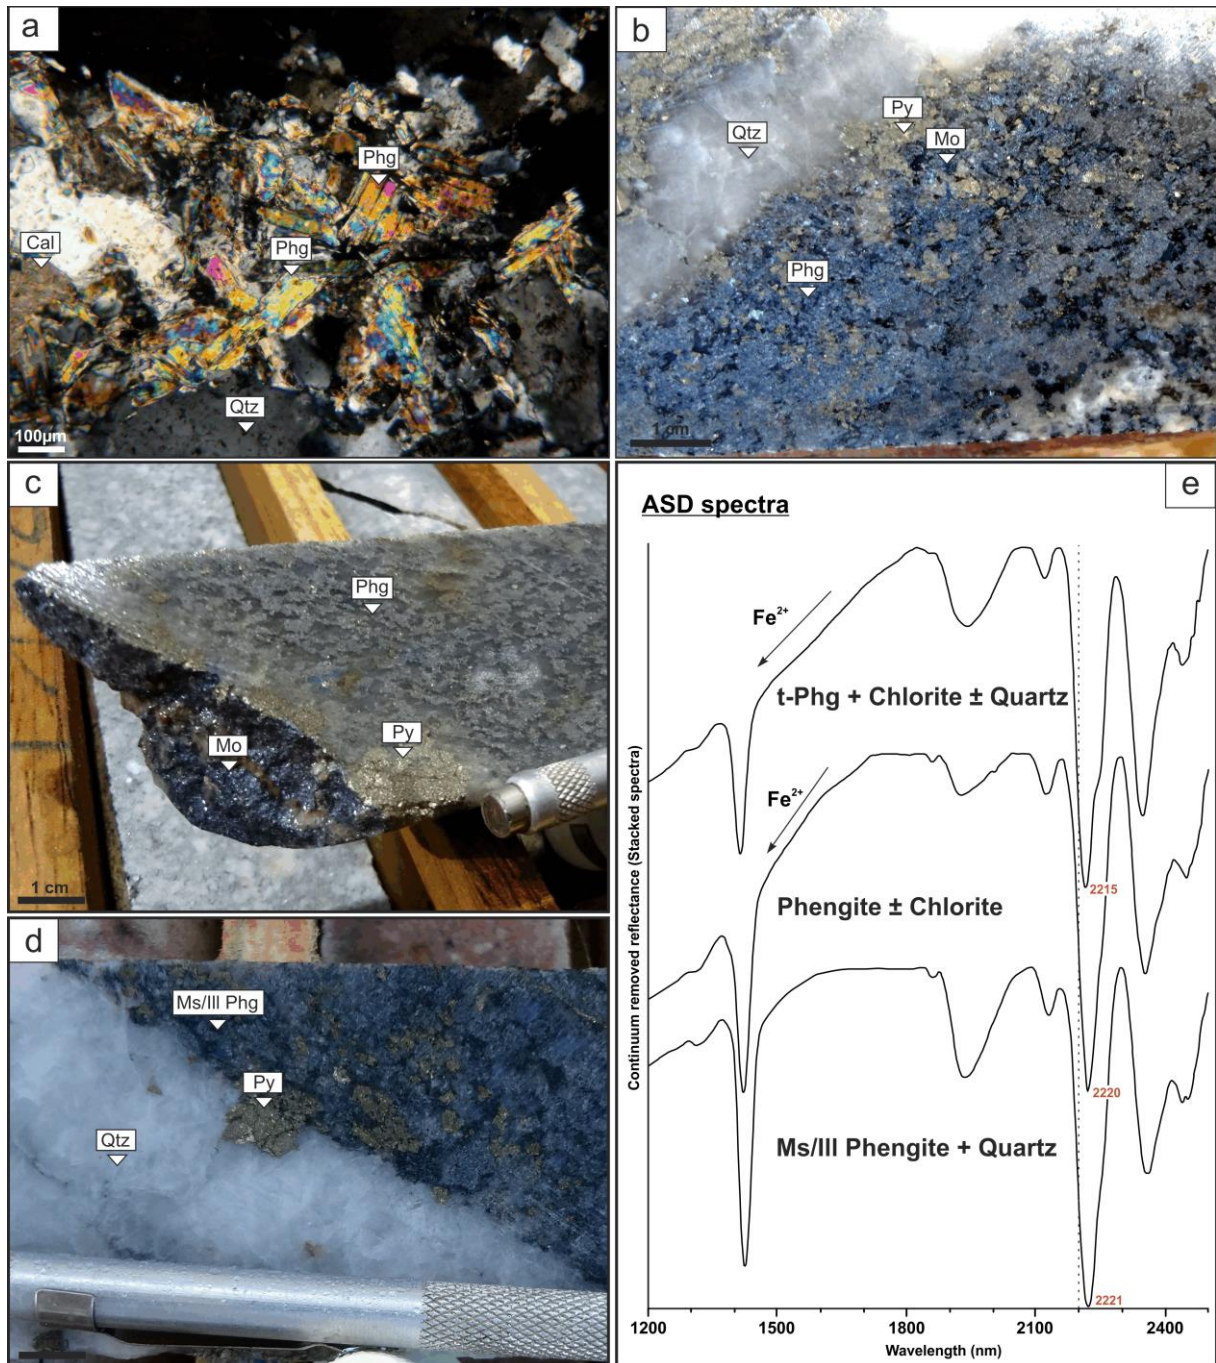 a
Phg
Phg
Cal
Qtz
100µm
b
Py
Qtz
Mo
Phg
1 cm
c
Phg
Py
Mo
1 cm
d
Ms/Ill Phg
Py
Qtz
e
ASD spectra
Fe²⁺
t-Phg + Chlorite ± Quartz
2215
Fe²⁺
Phengite ± Chlorite
2220
Ms/Ill Phengite + Quartz
2221
Continuum removed reflectance (Stacked spectra)
1200 1500 1800 2100 2400
Wavelength (nm)